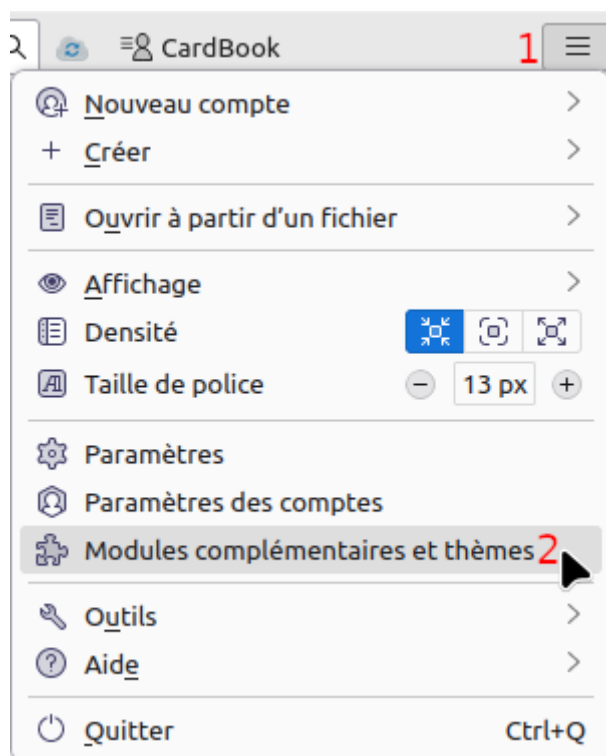 CardBook 1
Nouveau compte
Créer
Ouvrir à partir d’un fichier
Affichage
Densité
Taille de police 13 px
Paramètres
Paramètres des comptes
Modules complémentaires et thèmes 2
Outils
Aide
Quitter Ctrl+Q